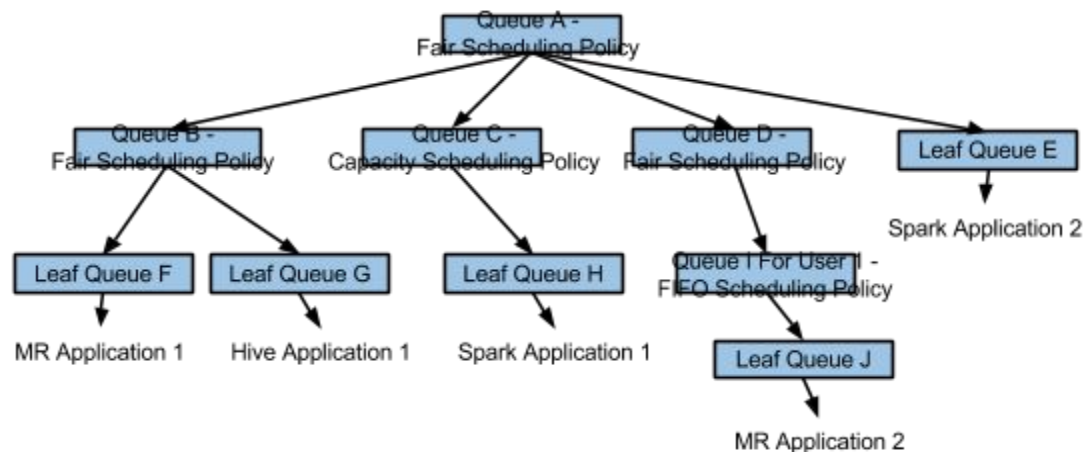 Queue A -
Fair Scheduling Policy
Queue B -
Fair Scheduling Policy
Queue C -
Capacity Scheduling Policy
Queue D -
Fair Scheduling Policy
Leaf Queue E
Spark Application 2
Leaf Queue F
Leaf Queue G
Leaf Queue H
Queue I For User 1 -
FIFO Scheduling Policy
MR Application 1
Hive Application 1
Spark Application 1
Leaf Queue J
MR Application 2